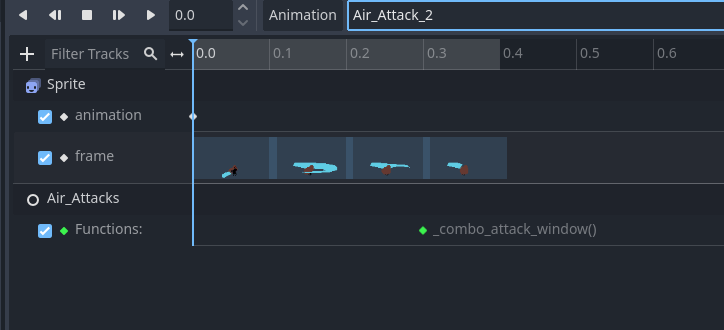 0.0 Animation Air_Attack_2
Filter Tracks 0.0 0.1 0.2 0.3 0.4 0.5 0.6
Sprite
animation
frame
Air_Attacks
Functions: _combo_attack_window()